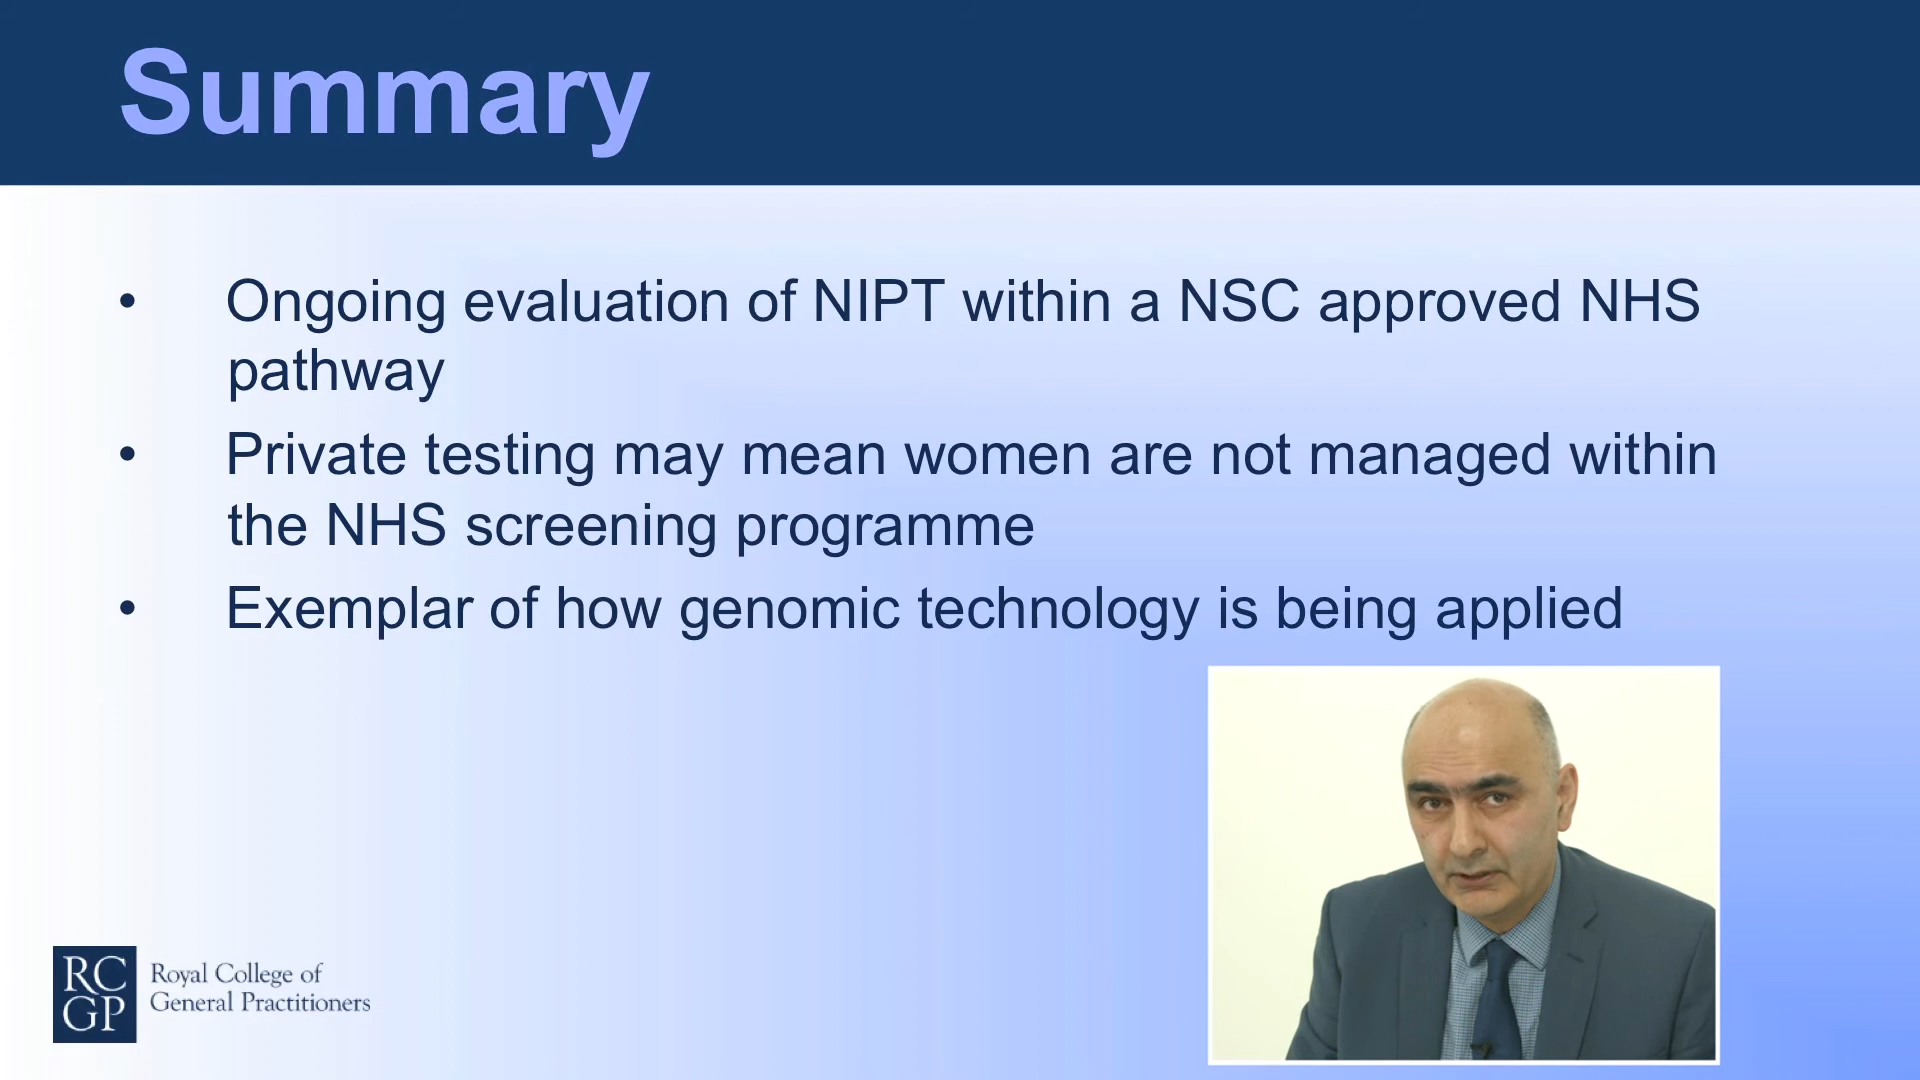 Summary
• Ongoing evaluation of NIPT within a NSC approved NHS
pathway
• Private testing may mean women are not managed within
the NHS screening programme
• Exemplar of how genomic technology is being applied
RC
GP
Royal College of
General Practitioners